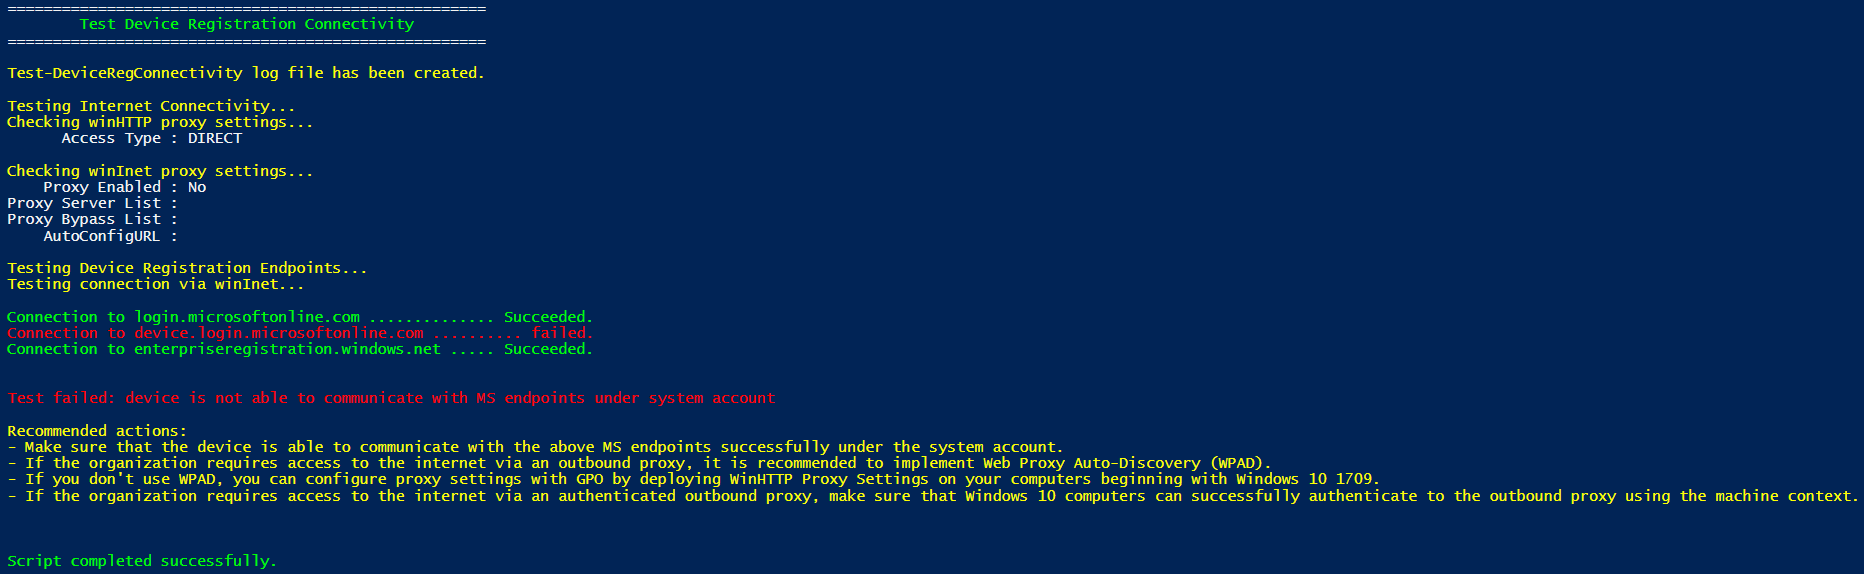 =====================================================
Test Device Registration Connectivity
=====================================================
Test-DeviceRegConnectivity log file has been created.
Testing Internet Connectivity...
Checking winHTTP proxy settings...
Access Type : DIRECT
Checking winInet proxy settings...
Proxy Enabled : No
Proxy Server List :
Proxy Bypass List :
AutoConfigURL :
Testing Device Registration Endpoints...
Testing connection via winInet...
Connection to login.microsoftonline.com .............. Succeeded.
Connection to device.login.microsoftonline.com .......... failed.
Connection to enterpriseregistration.windows.net ..... Succeeded.
Test failed: device is not able to communicate with MS endpoints under system account
Recommended actions:
- Make sure that the device is able to communicate with the above MS endpoints successfully under the system account.
- If the organization requires access to the internet via an outbound proxy, it is recommended to implement Web Proxy Auto-Discovery (WPAD).
- If you don't use WPAD, you can configure proxy settings with GPO by deploying WinHTTP Proxy Settings on your computers beginning with Windows 10 1709.
- If the organization requires access to the internet via an authenticated outbound proxy, make sure that Windows 10 computers can successfully authenticate to the outbound proxy using the machine context.
Script completed successfully.